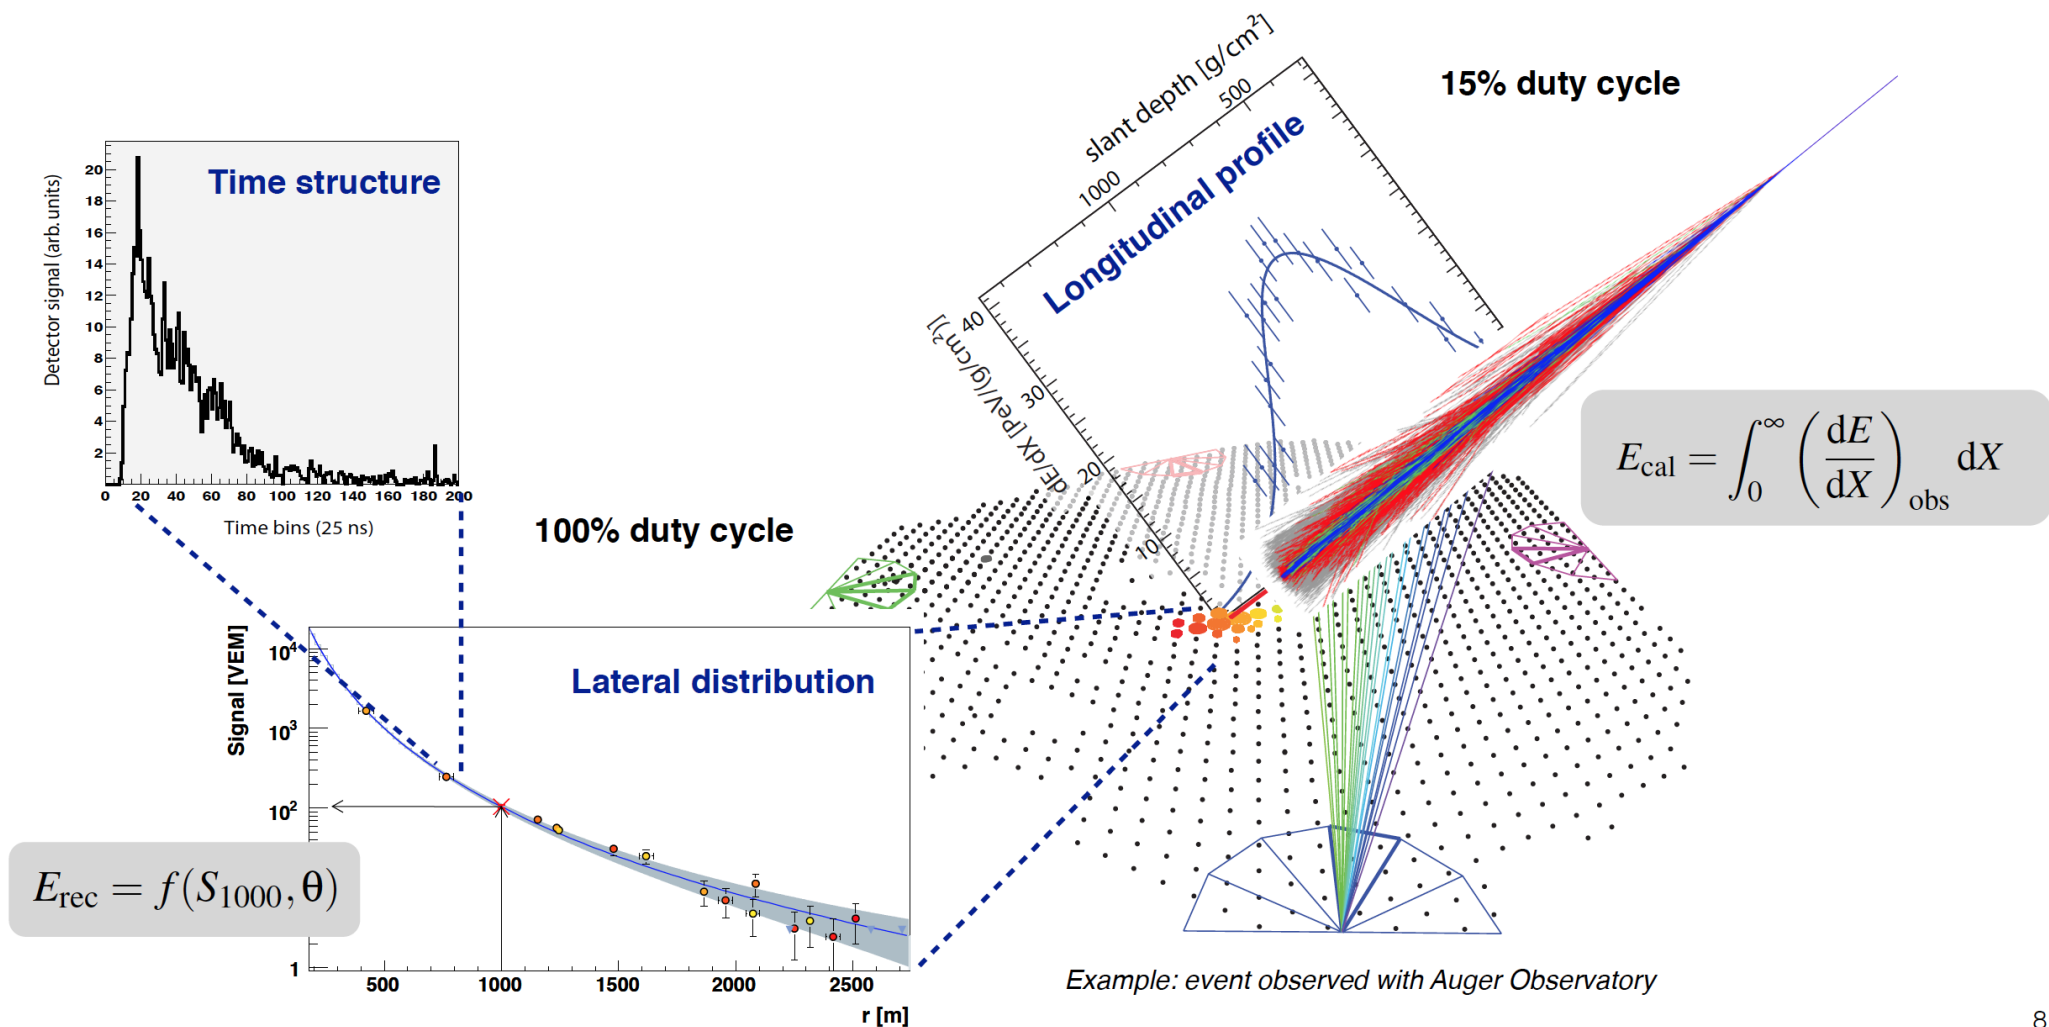 slant depth [g/cm²]
500
1000
15% duty cycle
Longitudinal profile
40
30
20
10
dE/dX [PeV/(g/cm²)]
Time structure
Detector signal (arb. units)
20
18
16
14
12
10
8
6
4
2
0 20 40 60 80 100 120 140 160 180 200
Time bins (25 ns)
100% duty cycle
E_cal = ∫_0^∞ (dE/dX)_obs dX
Lateral distribution
Signal [VEM]
10⁴
10³
10²
1
500 1000 1500 2000 2500
r [m]
E_rec = f(S_1000, θ)
Example: event observed with Auger Observatory
8